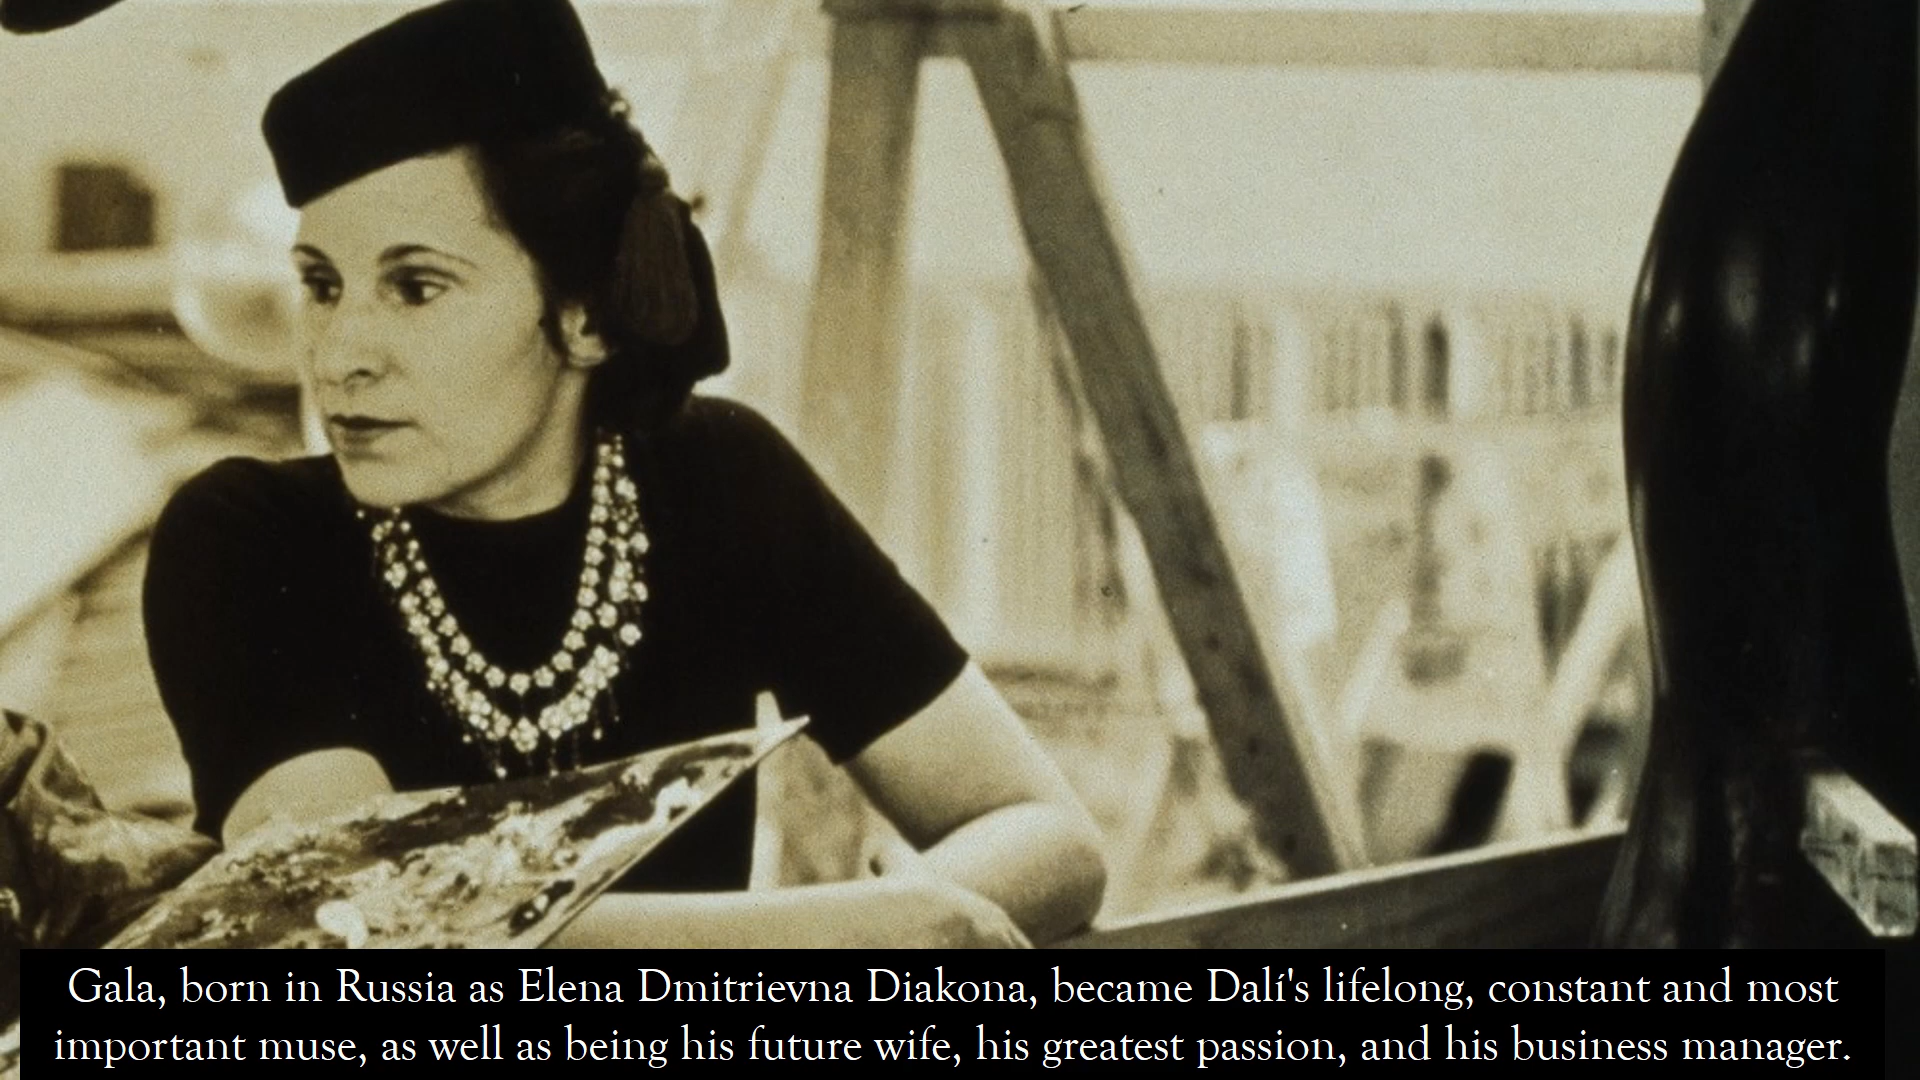 Gala, born in Russia as Elena Dmitrievna Diakona, became Dalí's lifelong, constant and most
important muse, as well as being his future wife, his greatest passion, and his business manager.